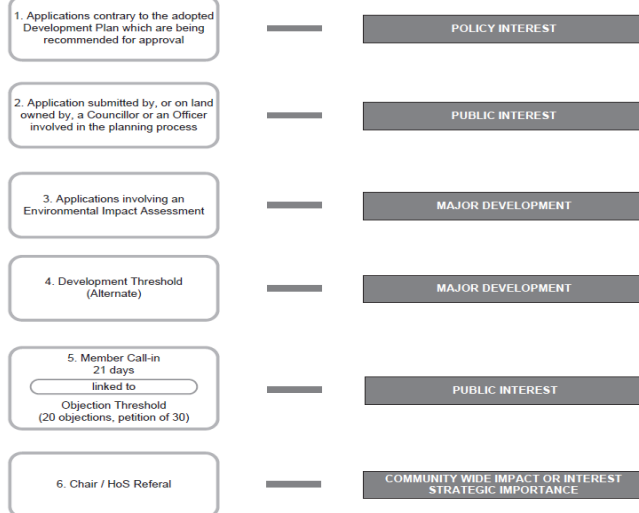 1. Applications contrary to the adopted
Development Plan which are being
recommended for approval
POLICY INTEREST
2. Application submitted by, or on land
owned by, a Councillor or an Officer
involved in the planning process
PUBLIC INTEREST
3. Applications involving an
Environmental Impact Assessment
MAJOR DEVELOPMENT
4. Development Threshold
(Alternate)
MAJOR DEVELOPMENT
5. Member Call-in
21 days
linked to
Objection Threshold
(20 objections, petition of 30)
PUBLIC INTEREST
6. Chair / HoS Referal
COMMUNITY WIDE IMPACT OR INTEREST
STRATEGIC IMPORTANCE